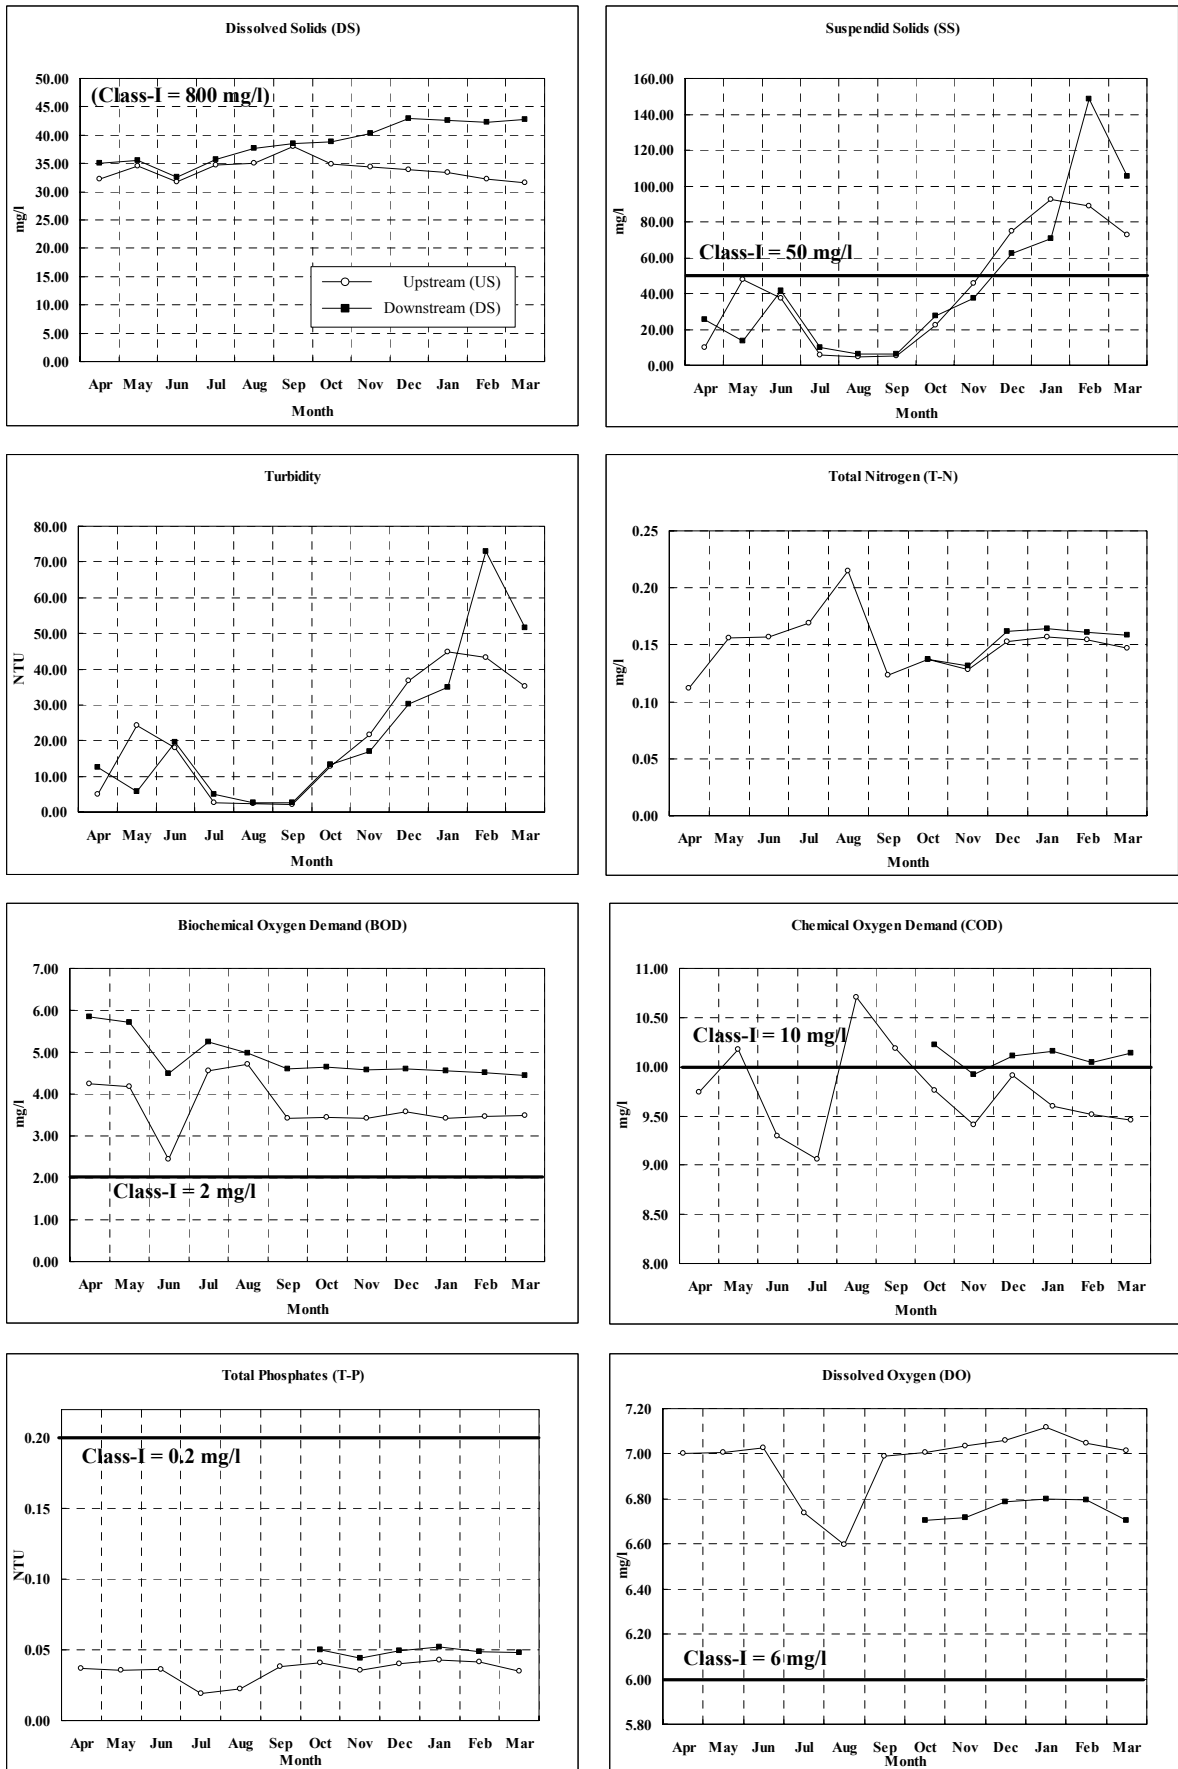 Dissolved Solids (DS)
50.00
45.00
40.00
35.00
30.00
25.00
20.00
15.00
10.00
5.00
0.00
mg/l
(Class-I = 800 mg/l)
Upstream (US)
Downstream (DS)
Apr May Jun Jul Aug Sep Oct Nov Dec Jan Feb Mar
Month
Suspendid Solids (SS)
160.00
140.00
120.00
100.00
80.00
60.00
40.00
20.00
0.00
mg/l
Class-I = 50 mg/l
Apr May Jun Jul Aug Sep Oct Nov Dec Jan Feb Mar
Month
Turbidity
80.00
70.00
60.00
50.00
40.00
30.00
20.00
10.00
0.00
NTU
Apr May Jun Jul Aug Sep Oct Nov Dec Jan Feb Mar
Month
Total Nitrogen (T-N)
0.25
0.20
0.15
0.10
0.05
0.00
mg/l
Apr May Jun Jul Aug Sep Oct Nov Dec Jan Feb Mar
Month
Biochemical Oxygen Demand (BOD)
7.00
6.00
5.00
4.00
3.00
2.00
1.00
0.00
mg/l
Class-I = 2 mg/l
Apr May Jun Jul Aug Sep Oct Nov Dec Jan Feb Mar
Month
Chemical Oxygen Demand (COD)
11.00
10.50
10.00
9.50
9.00
8.50
8.00
mg/l
Class-I = 10 mg/l
Apr May Jun Jul Aug Sep Oct Nov Dec Jan Feb Mar
Month
Total Phosphates (T-P)
0.20
0.15
0.10
0.05
0.00
NTU
Class-I = 0.2 mg/l
Apr May Jun Jul Aug Sep Oct Nov Dec Jan Feb Mar
Month
Dissolved Oxygen (DO)
7.20
7.00
6.80
6.60
6.40
6.20
6.00
5.80
mg/l
Class-I = 6 mg/l
Apr May Jun Jul Aug Sep Oct Nov Dec Jan Feb Mar
Month